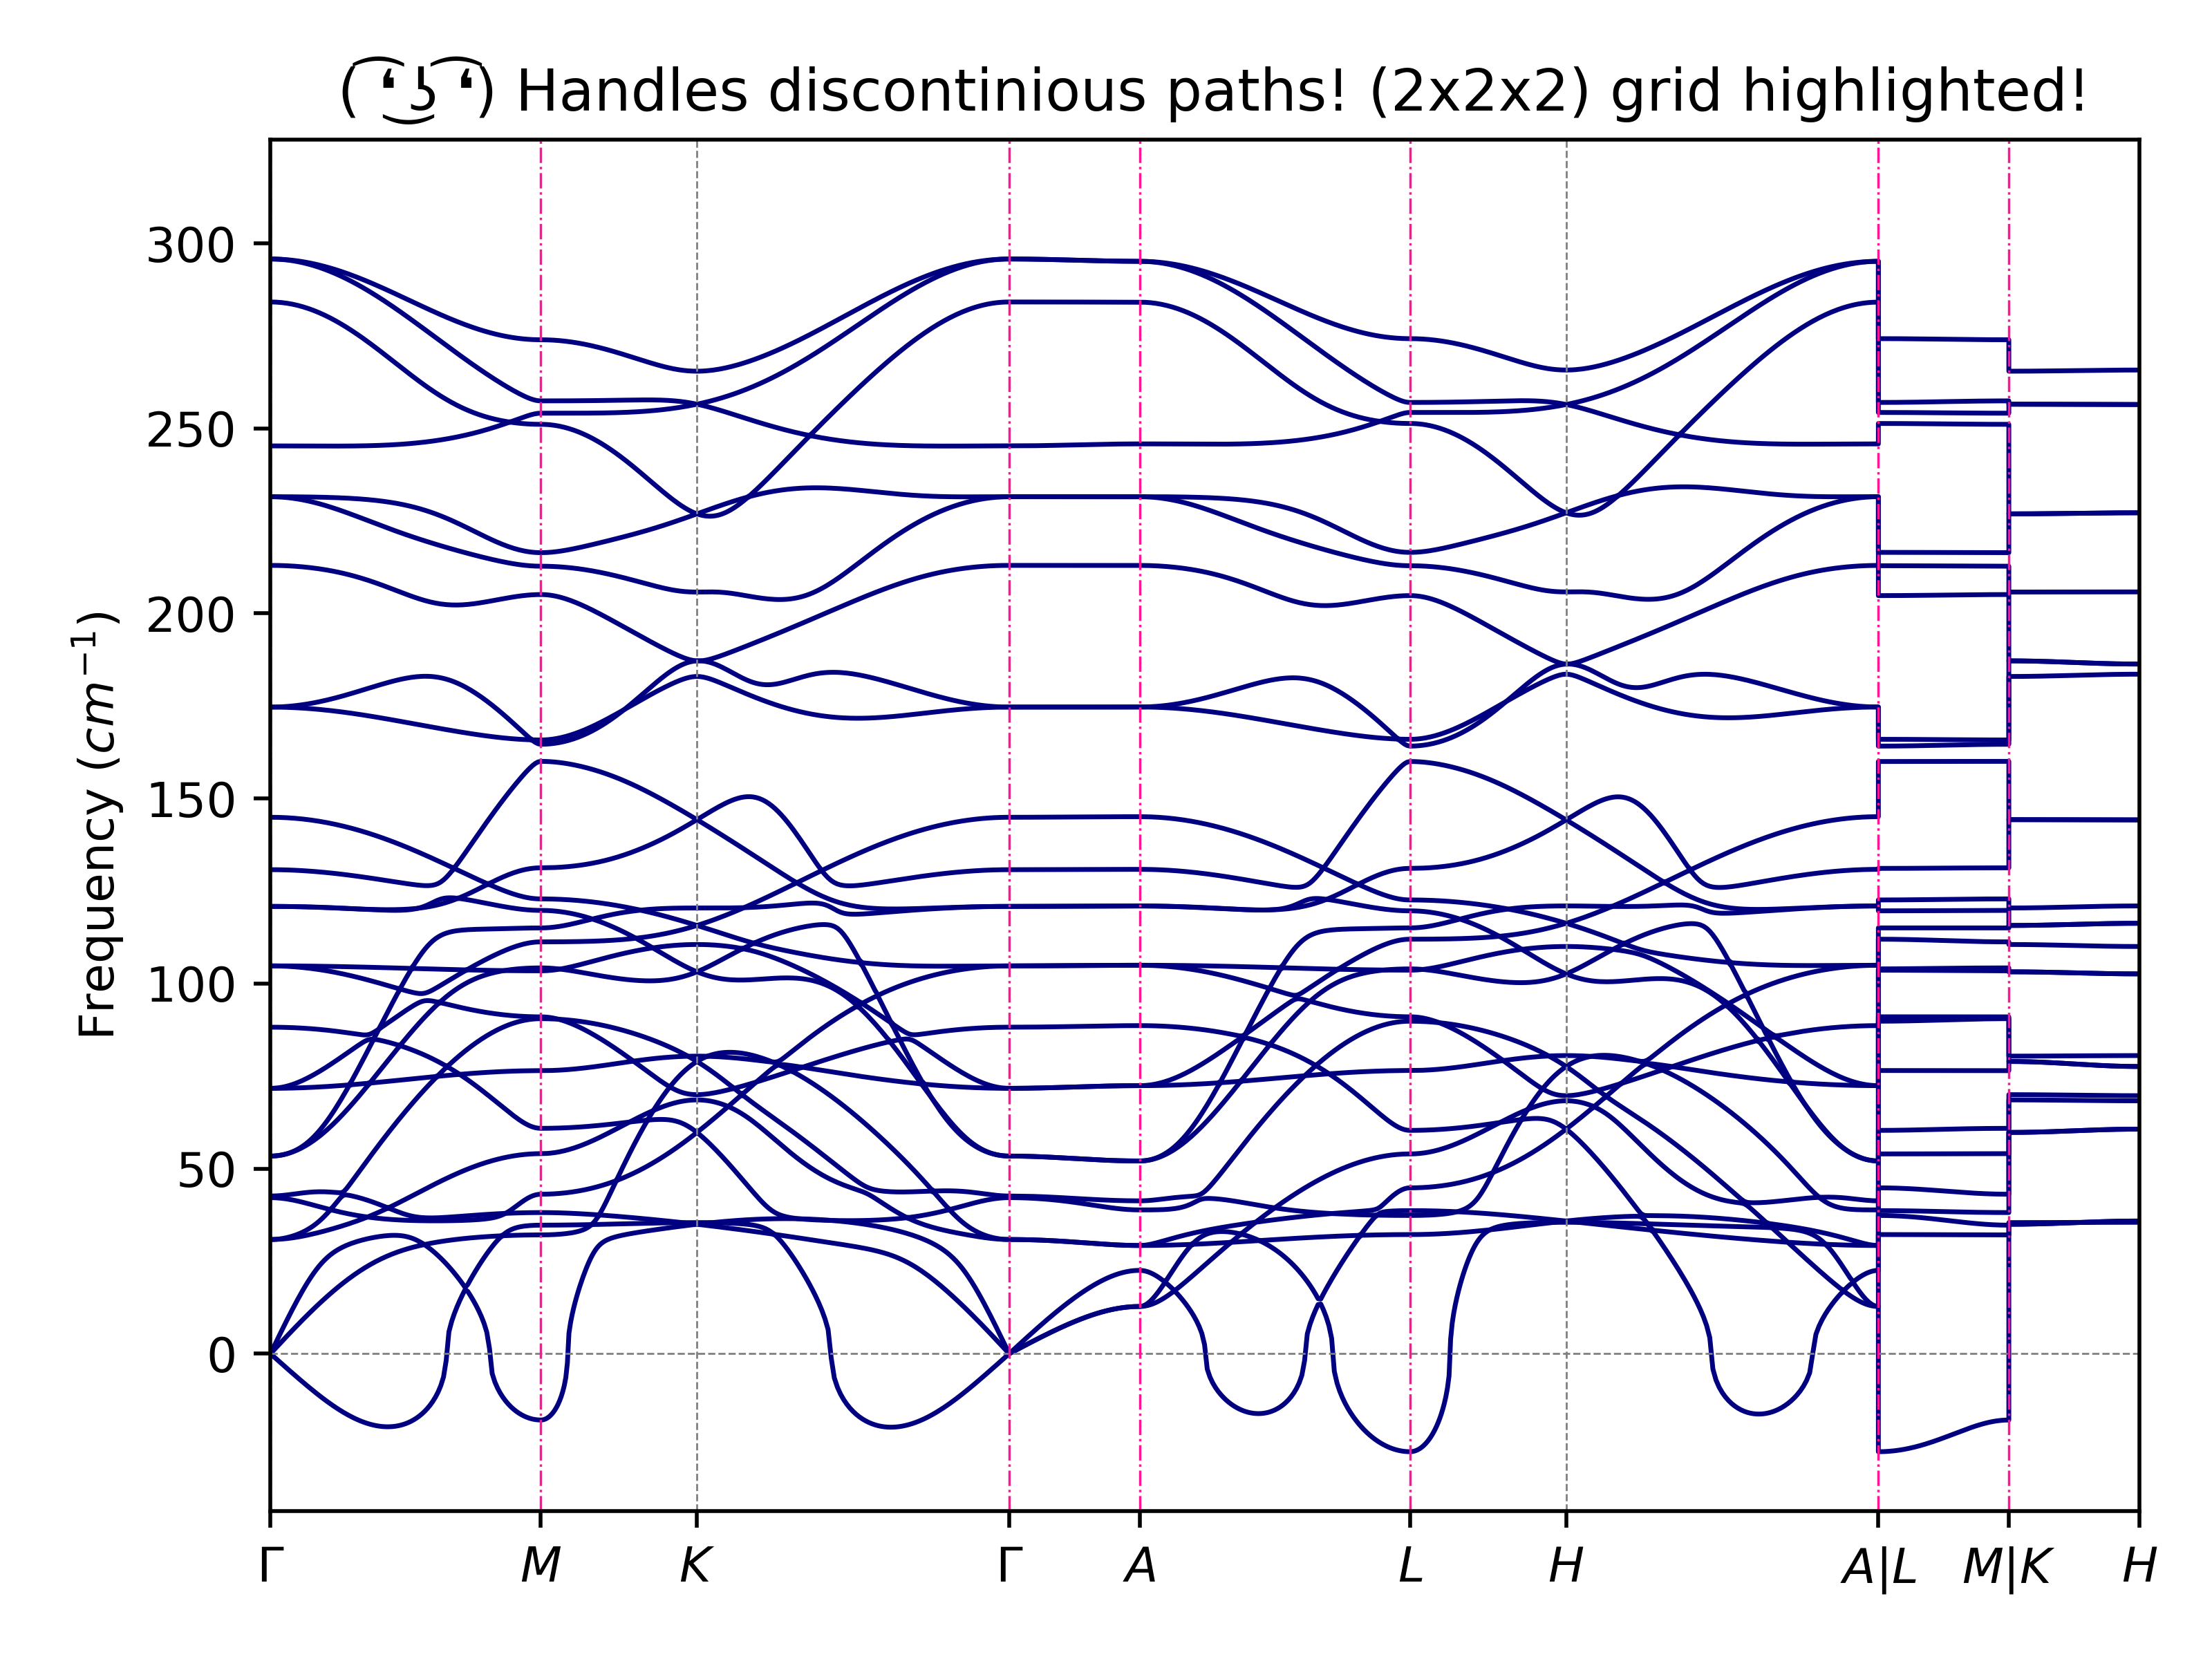 ( ͡❛ ͜ʖ ͡❛) Handles discontinious paths! (2x2x2) grid highlighted!
Frequency (cm⁻¹)
300
250
200
150
100
50
0
Γ M K Γ A L H A|L M|K H